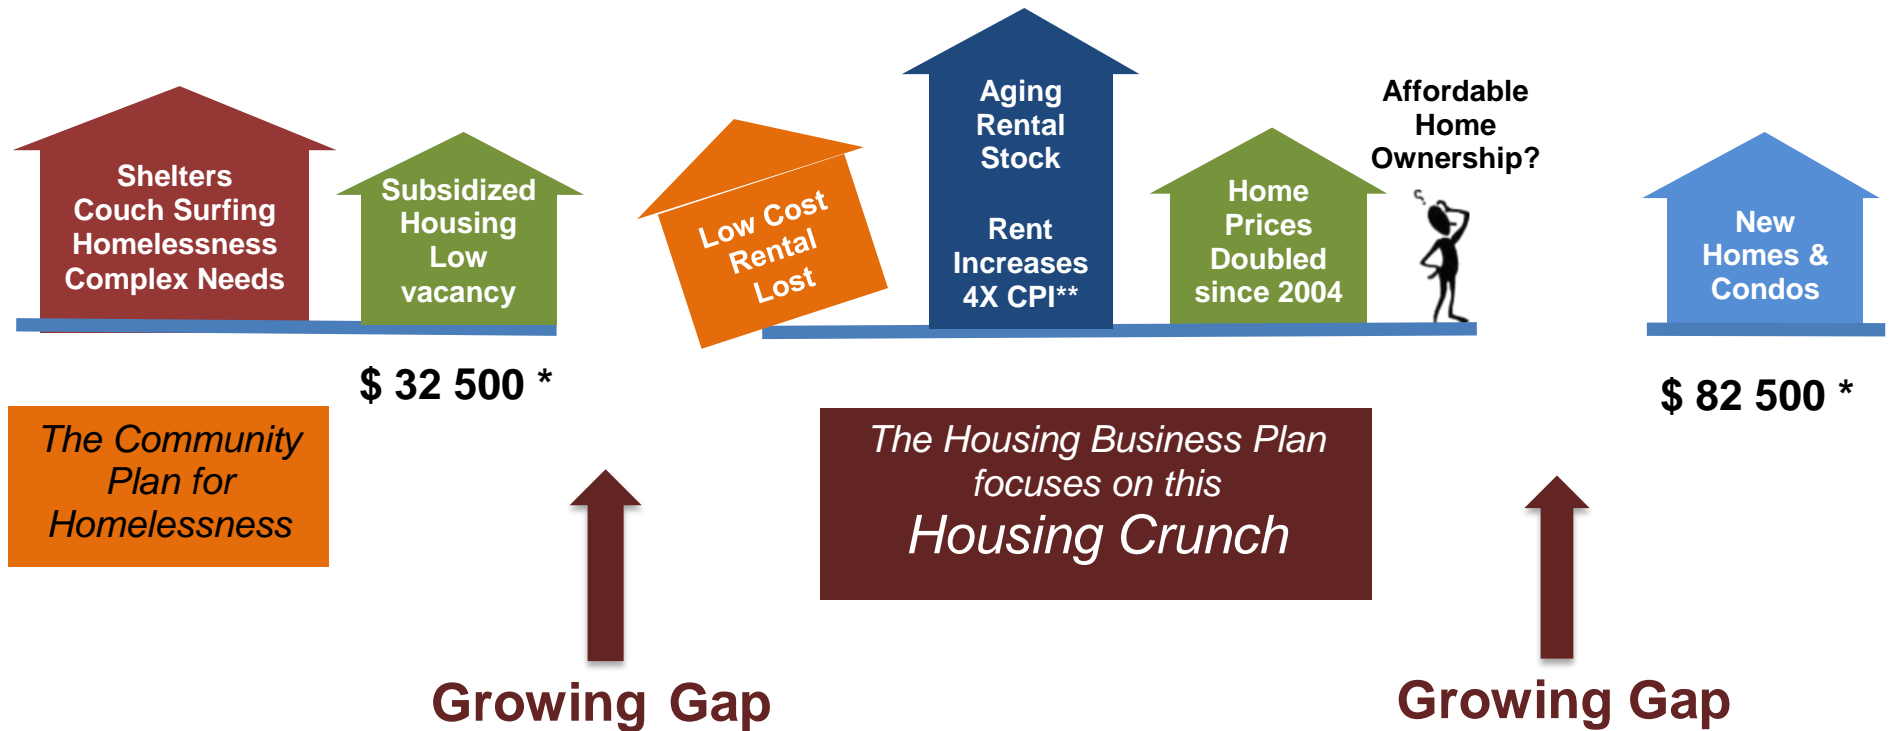 Shelters
Couch Surfing
Homelessness
Complex Needs
Subsidized
Housing
Low
vacancy
Low Cost
Rental
Lost
Aging
Rental
Stock
Rent
Increases
4X CPI**
Home
Prices
Doubled
since 2004
Affordable
Home
Ownership?
?
New
Homes &
Condos
$ 32 500 *
$ 82 500 *
The Community
Plan for
Homelessness
The Housing Business Plan
focuses on this
Housing Crunch
Growing Gap
Growing Gap